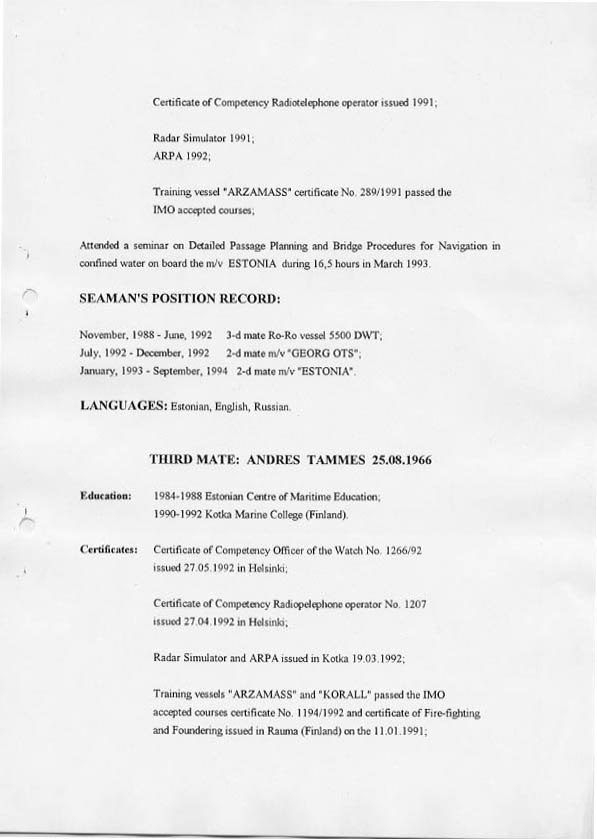 Certificate of Competency Radiotelephone operator issued 1991;
Radar Simulator 1991;
ARPA 1992;
Training vessel "ARZAMASS" certificate No. 289/1991 passed the
IMO accepted courses;
Attended a seminar on Detailed Passage Planning and Bridge Procedures for Navigation in
confined water on board the m/v ESTONIA during 16,5 hours in March 1993.
SEAMAN'S POSITION RECORD:
November, 1988 - June, 1992 3-d mate Ro-Ro vessel 5500 DWT;
July, 1992 - December, 1992 2-d mate m/v "GEORG OTS";
January, 1993 - September, 1994 2-d mate m/v "ESTONIA".
LANGUAGES: Estonian, English, Russian.
THIRD MATE: ANDRES TAMMES 25.08.1966
Education: 1984-1988 Estonian Centre of Maritime Education;
1990-1992 Kotka Marine College (Finland).
Certificates: Certificate of Competency Officer of the Watch No. 1266/92
issued 27.05.1992 in Helsinki;
Certificate of Competency Radiopelephone operator No. 1207
issued 27.04.1992 in Helsinki;
Radar Simulator and ARPA issued in Kotka 19.03.1992;
Training vessels "ARZAMASS" and "KORALL" passed the IMO
accepted courses certificate No. 1194/1992 and certificate of Fire-fighting
and Foundering issued in Rauma (Finland) on the 11.01.1991;